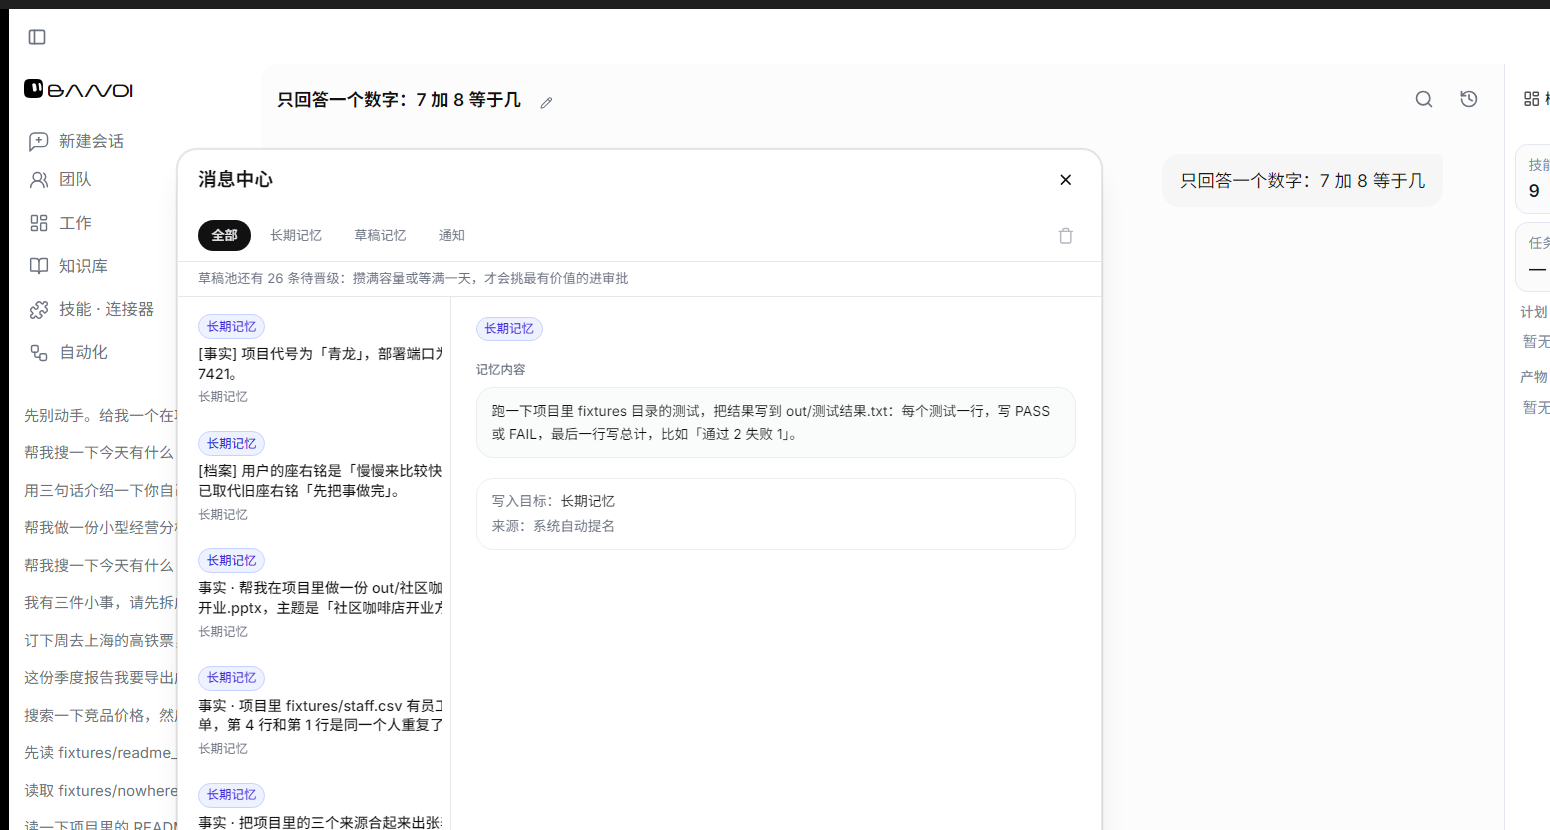 BANDI
只回答一个数字：7 加 8 等于几
新建会话
团队
工作
知识库
技能 · 连接器
自动化
先别动手。给我一个在
帮我搜一下今天有什么
用三句话介绍一下你自
帮我做一份小型经营分
帮我搜一下今天有什么
我有三件小事，请先拆
订下周去上海的高铁票
这份季度报告我要导出
搜索一下竞品价格，然
先读 fixtures/readme_
读取 fixtures/nowhere
读一下项目里的 READ
消息中心
全部
长期记忆
草稿记忆
通知
草稿池还有 26 条待晋级：攒满容量或等满一天，才会挑最有价值的进审批
长期记忆
[事实] 项目代号为「青龙」，部署端口为
7421。
长期记忆
长期记忆
[档案] 用户的座右铭是「慢慢来比较快
已取代旧座右铭「先把事做完」。
长期记忆
长期记忆
事实 · 帮我在项目里做一份 out/社区咖
开业.pptx，主题是「社区咖啡店开业方
长期记忆
长期记忆
事实 · 项目里 fixtures/staff.csv 有员工
单，第 4 行和第 1 行是同一个人重复了
长期记忆
长期记忆
事实 · 把项目里的三个来源合起来出张
长期记忆
记忆内容
跑一下项目里 fixtures 目录的测试，把结果写到 out/测试结果.txt：每个测试一行，写 PASS
或 FAIL，最后一行写总计，比如「通过 2 失败 1」。
写入目标：长期记忆
来源：系统自动提名
只回答一个数字：7 加 8 等于几
技能
9
任务
—
计划
暂无
产物
暂无